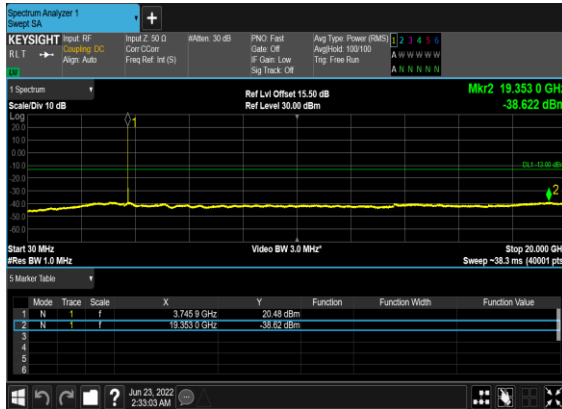 Spectrum Analyzer 1
Swept SA
+
KEYSIGHT Input: RF Input Z: 50 Ω #Atten: 30 dB PNO: Fast Avg Type: Power (RMS) 1 2 3 4 5 6
RLT Coupling: DC Corr CCorr Gate: Off Avg|Hold: 100/100 A W W W W W
Align: Auto Freq Ref: Int (S) IF Gain: Low Trig: Free Run
Sig Track: Off A N N N N N
1 Spectrum
Ref Lvl Offset 15.50 dB Mkr2 19.353 0 GHz
Scale/Div 10 dB Ref Level 30.00 dBm -38.622 dBm
Log
20.0
10.0
0.00
-10.0
DL1 -13.00 dBm
-20.0
-30.0
-40.0
-50.0
-60.0
1
2
Start 30 MHz Video BW 3.0 MHz* Stop 20.000 GHz
#Res BW 1.0 MHz Sweep ~38.3 ms (40001 pts)
5 Marker Table
Mode Trace Scale X Y Function Function Width Function Value
1 N 1 f 3.745 9 GHz 20.48 dBm
2 N 1 f 19.353 0 GHz -38.62 dBm
3
4
5
6
?
Jun 23, 2022
2:33:03 AM